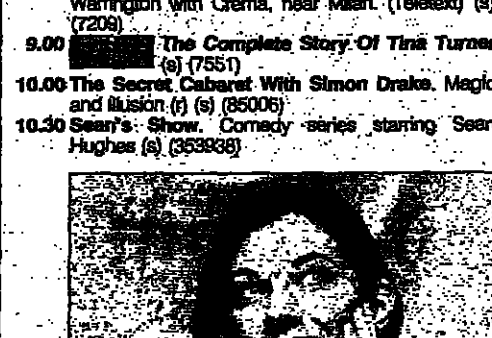 Warrington with Crema, near Milan. (Teletext) (s)
(7209)
9.00 The Complete Story Of Tina Turner
(s) (7551)
10.00 The Secret Cabaret With Simon Drake. Magic
and illusion (r) (s) (85006)
10.30 Sean's Show. Comedy series starring Sean
Hughes (s) (353938)